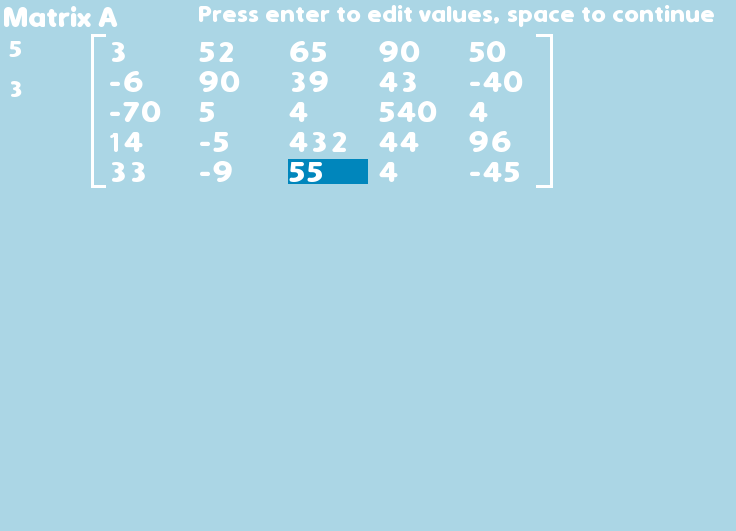 Matrix A
Press enter to edit values, space to continue
5
3
3 52 65 90 50
-6 90 39 43 -40
-70 5 4 540 4
14 -5 432 44 96
33 -9 55 4 -45